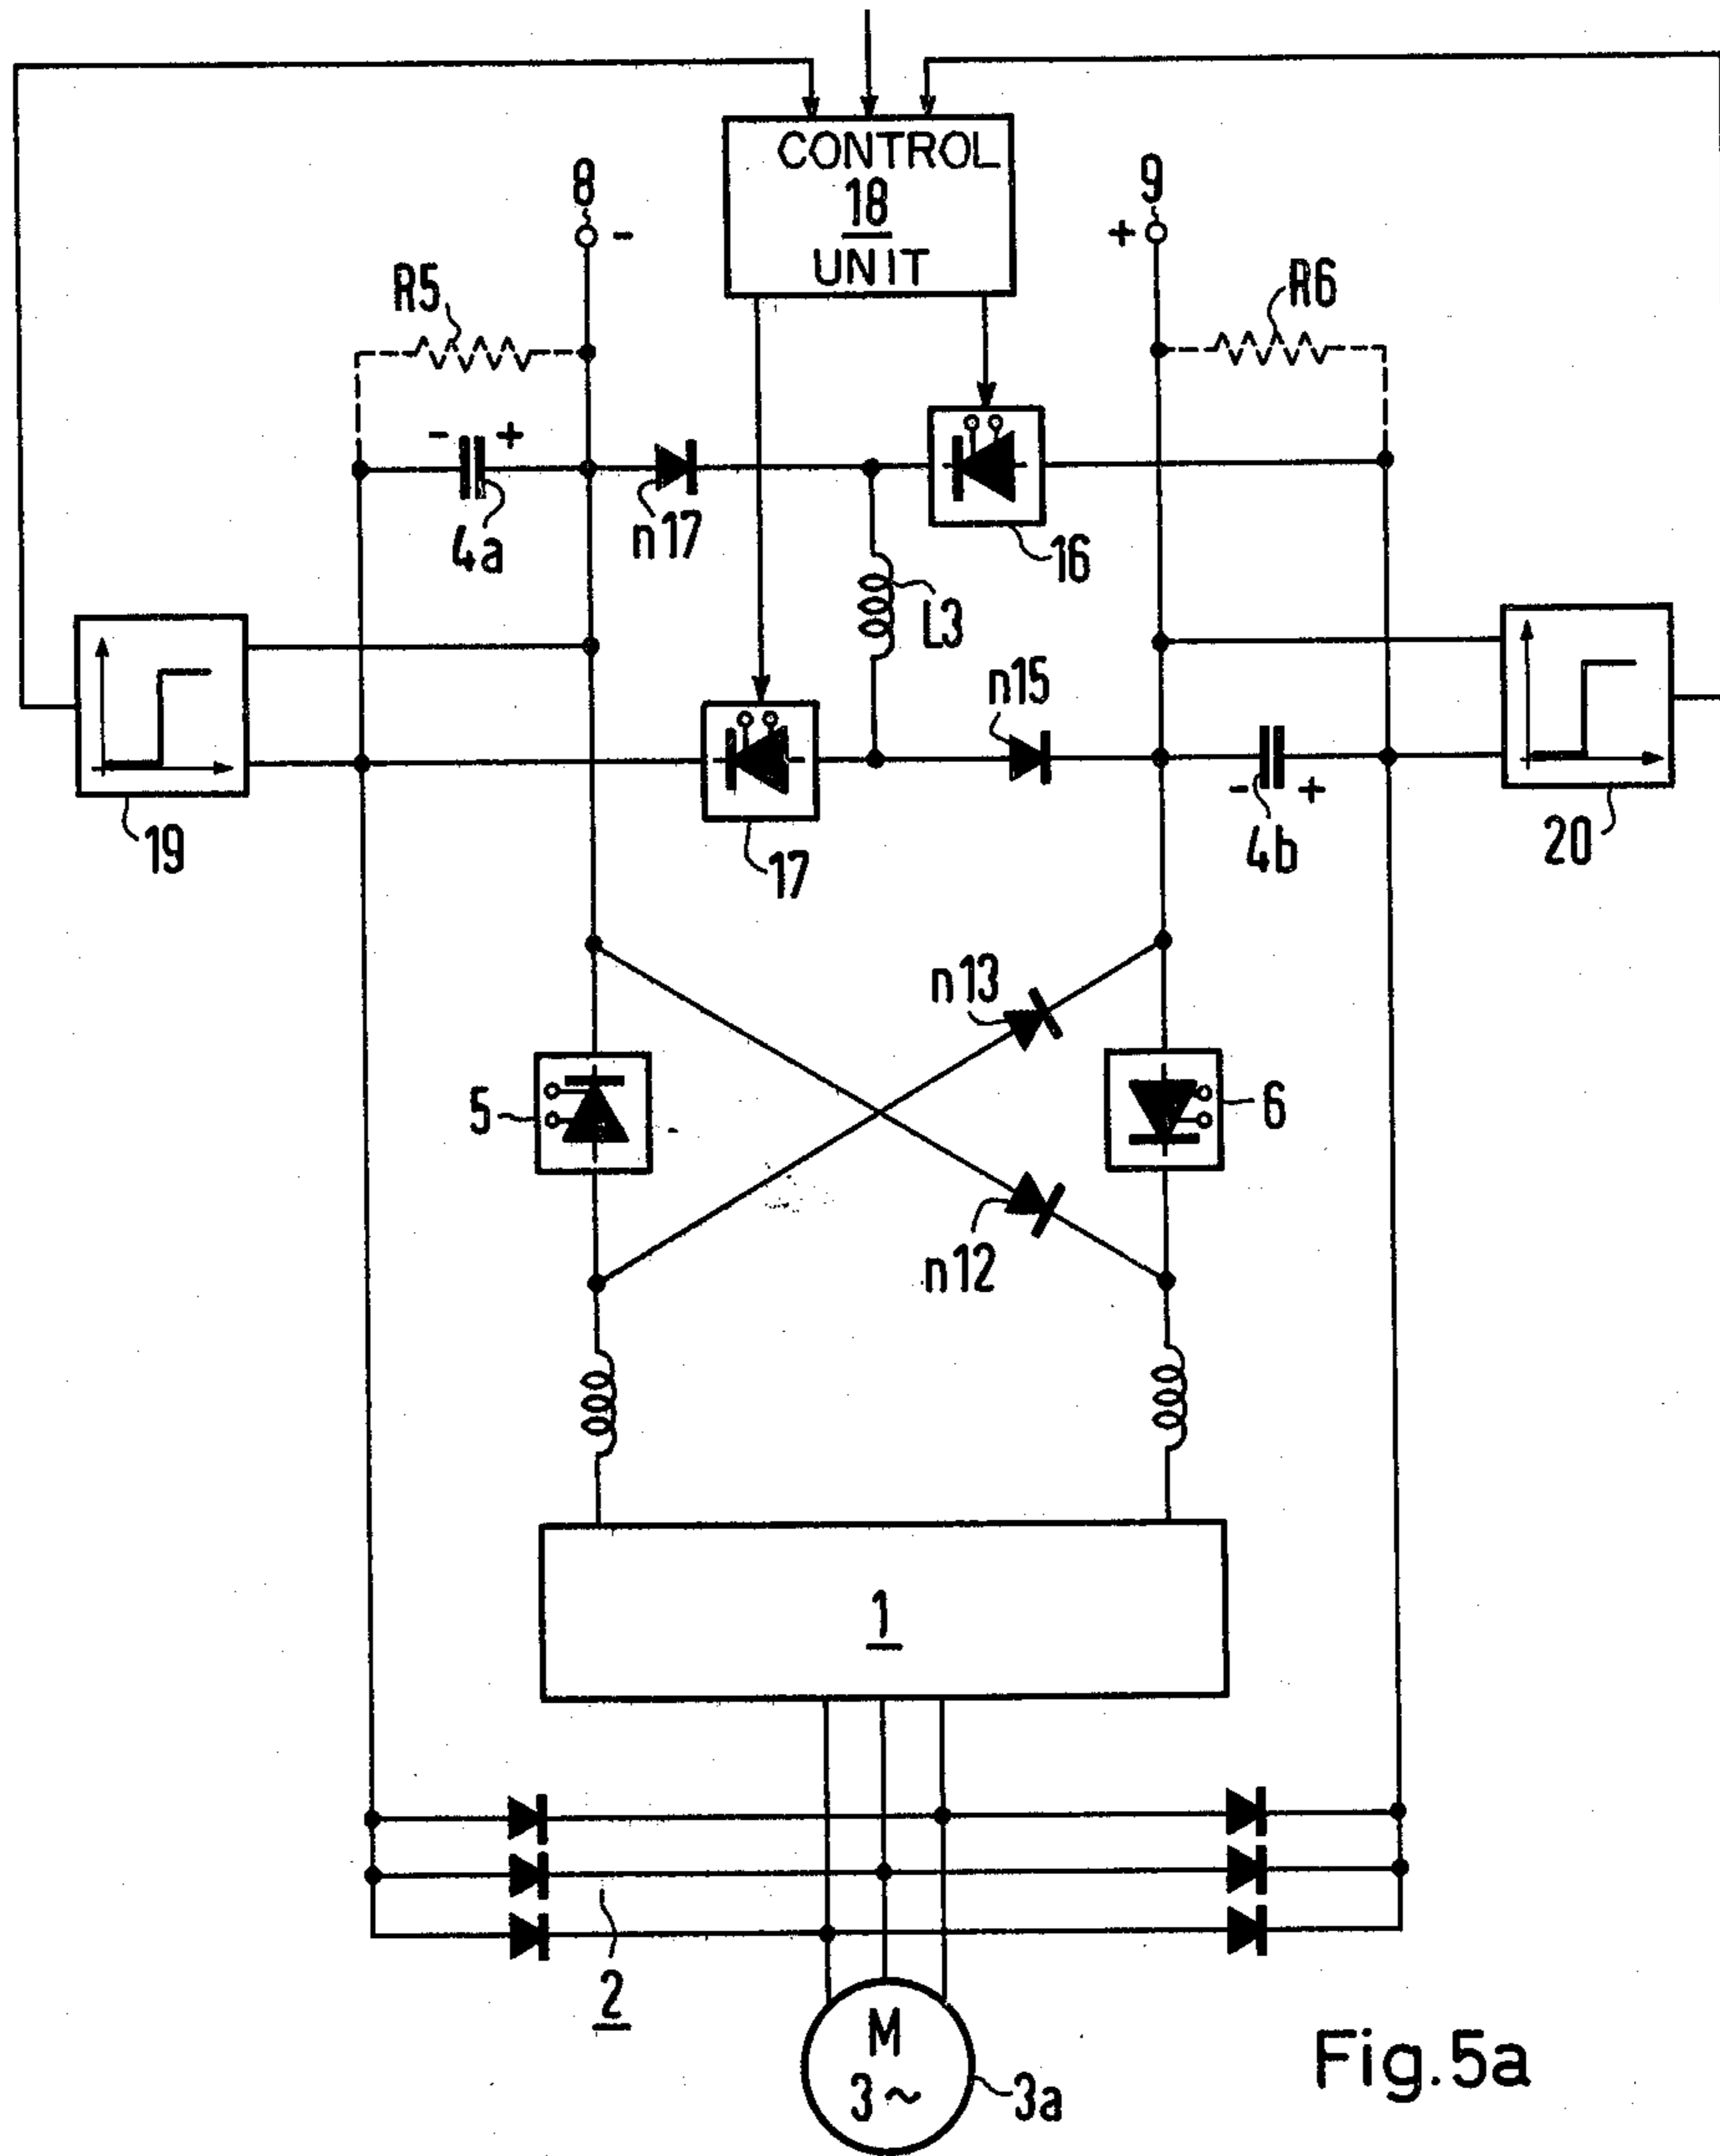 CONTROL
18
UNIT
8
-
9
+
R5
R6
- +
4a
n17
16
L3
n15
19
17
- +
4b
20
n13
5
6
n12
1
2
M
3~
3a
Fig.5a